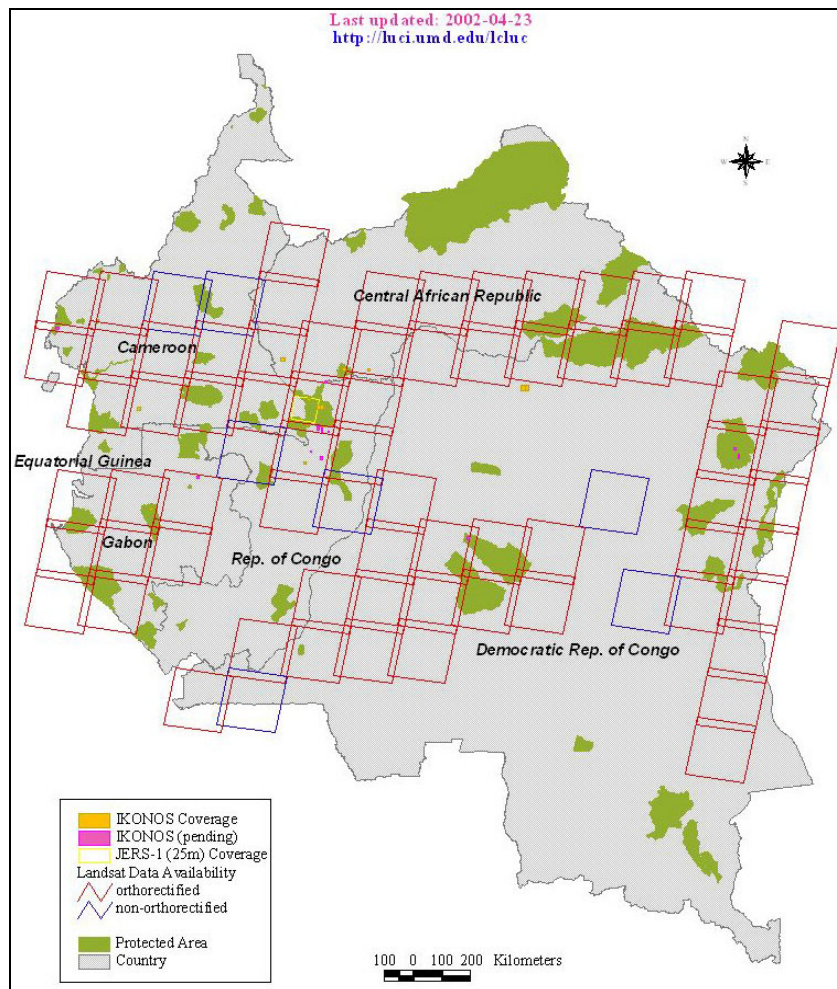 Last updated: 2002-04-23
http://luci.umd.edu/lcluc
N
W E
S
Central African Republic
Cameroon
Equatorial Guinea
Gabon
Rep. of Congo
Democratic Rep. of Congo
IKONOS Coverage
IKONOS (pending)
JERS-1 (25m) Coverage
Landsat Data Availability
orthorectified
non-orthorectified
Protected Area
Country
100 0 100 200 Kilometers